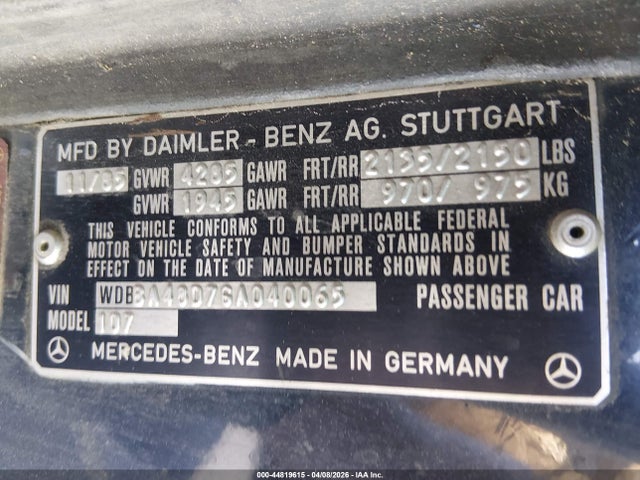 MFD BY DAIMLER-BENZ AG. STUTTGART
11/85 GVWR 4285 GAWR FRT/RR 2135/2150 LBS
GVWR 1945 GAWR FRT/RR 970/ 975 KG
THIS VEHICLE CONFORMS TO ALL APPLICABLE FEDERAL
MOTOR VEHICLE SAFETY AND BUMPER STANDARDS IN
EFFECT ON THE DATE OF MANUFACTURE SHOWN ABOVE
VIN WDBBA48D7GA040065 PASSENGER CAR
MODEL 107
MERCEDES-BENZ MADE IN GERMANY
000-44819615 - 04/08/2026 - IAA Inc.